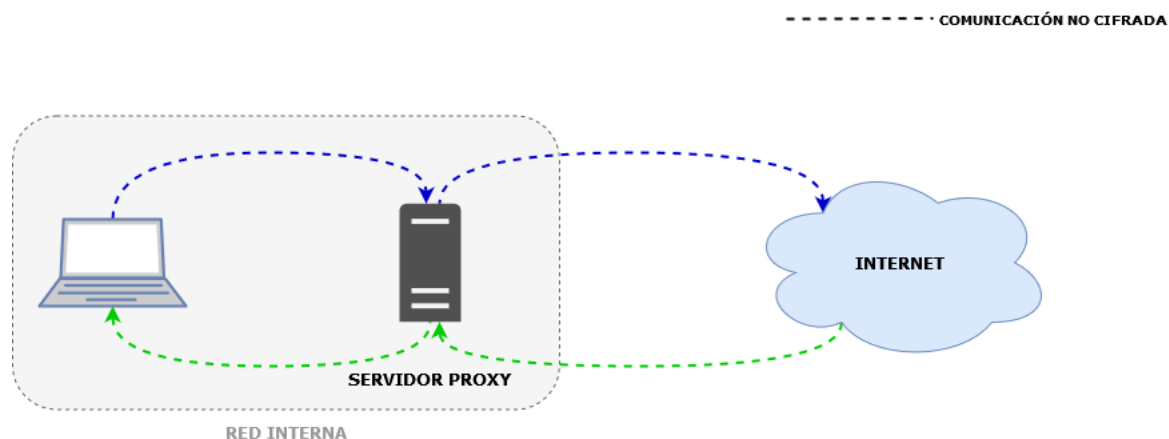 COMUNICACIÓN NO CIFRADA
INTERNET
SERVIDOR PROXY
RED INTERNA